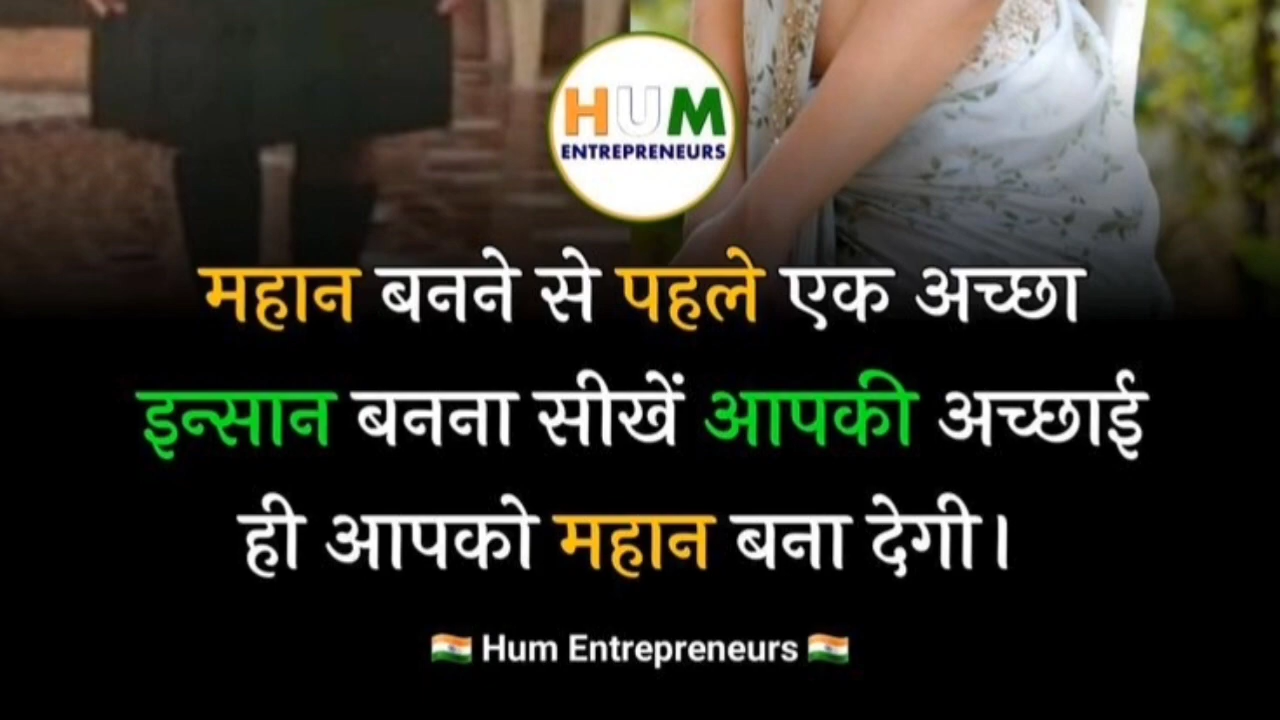 HUM
ENTREPRENEURS
महान बनने से पहले एक अच्छा
इन्सान बनना सीखें आपकी अच्छाई
ही आपको महान बना देगी।
🇮🇳 Hum Entrepreneurs 🇮🇳